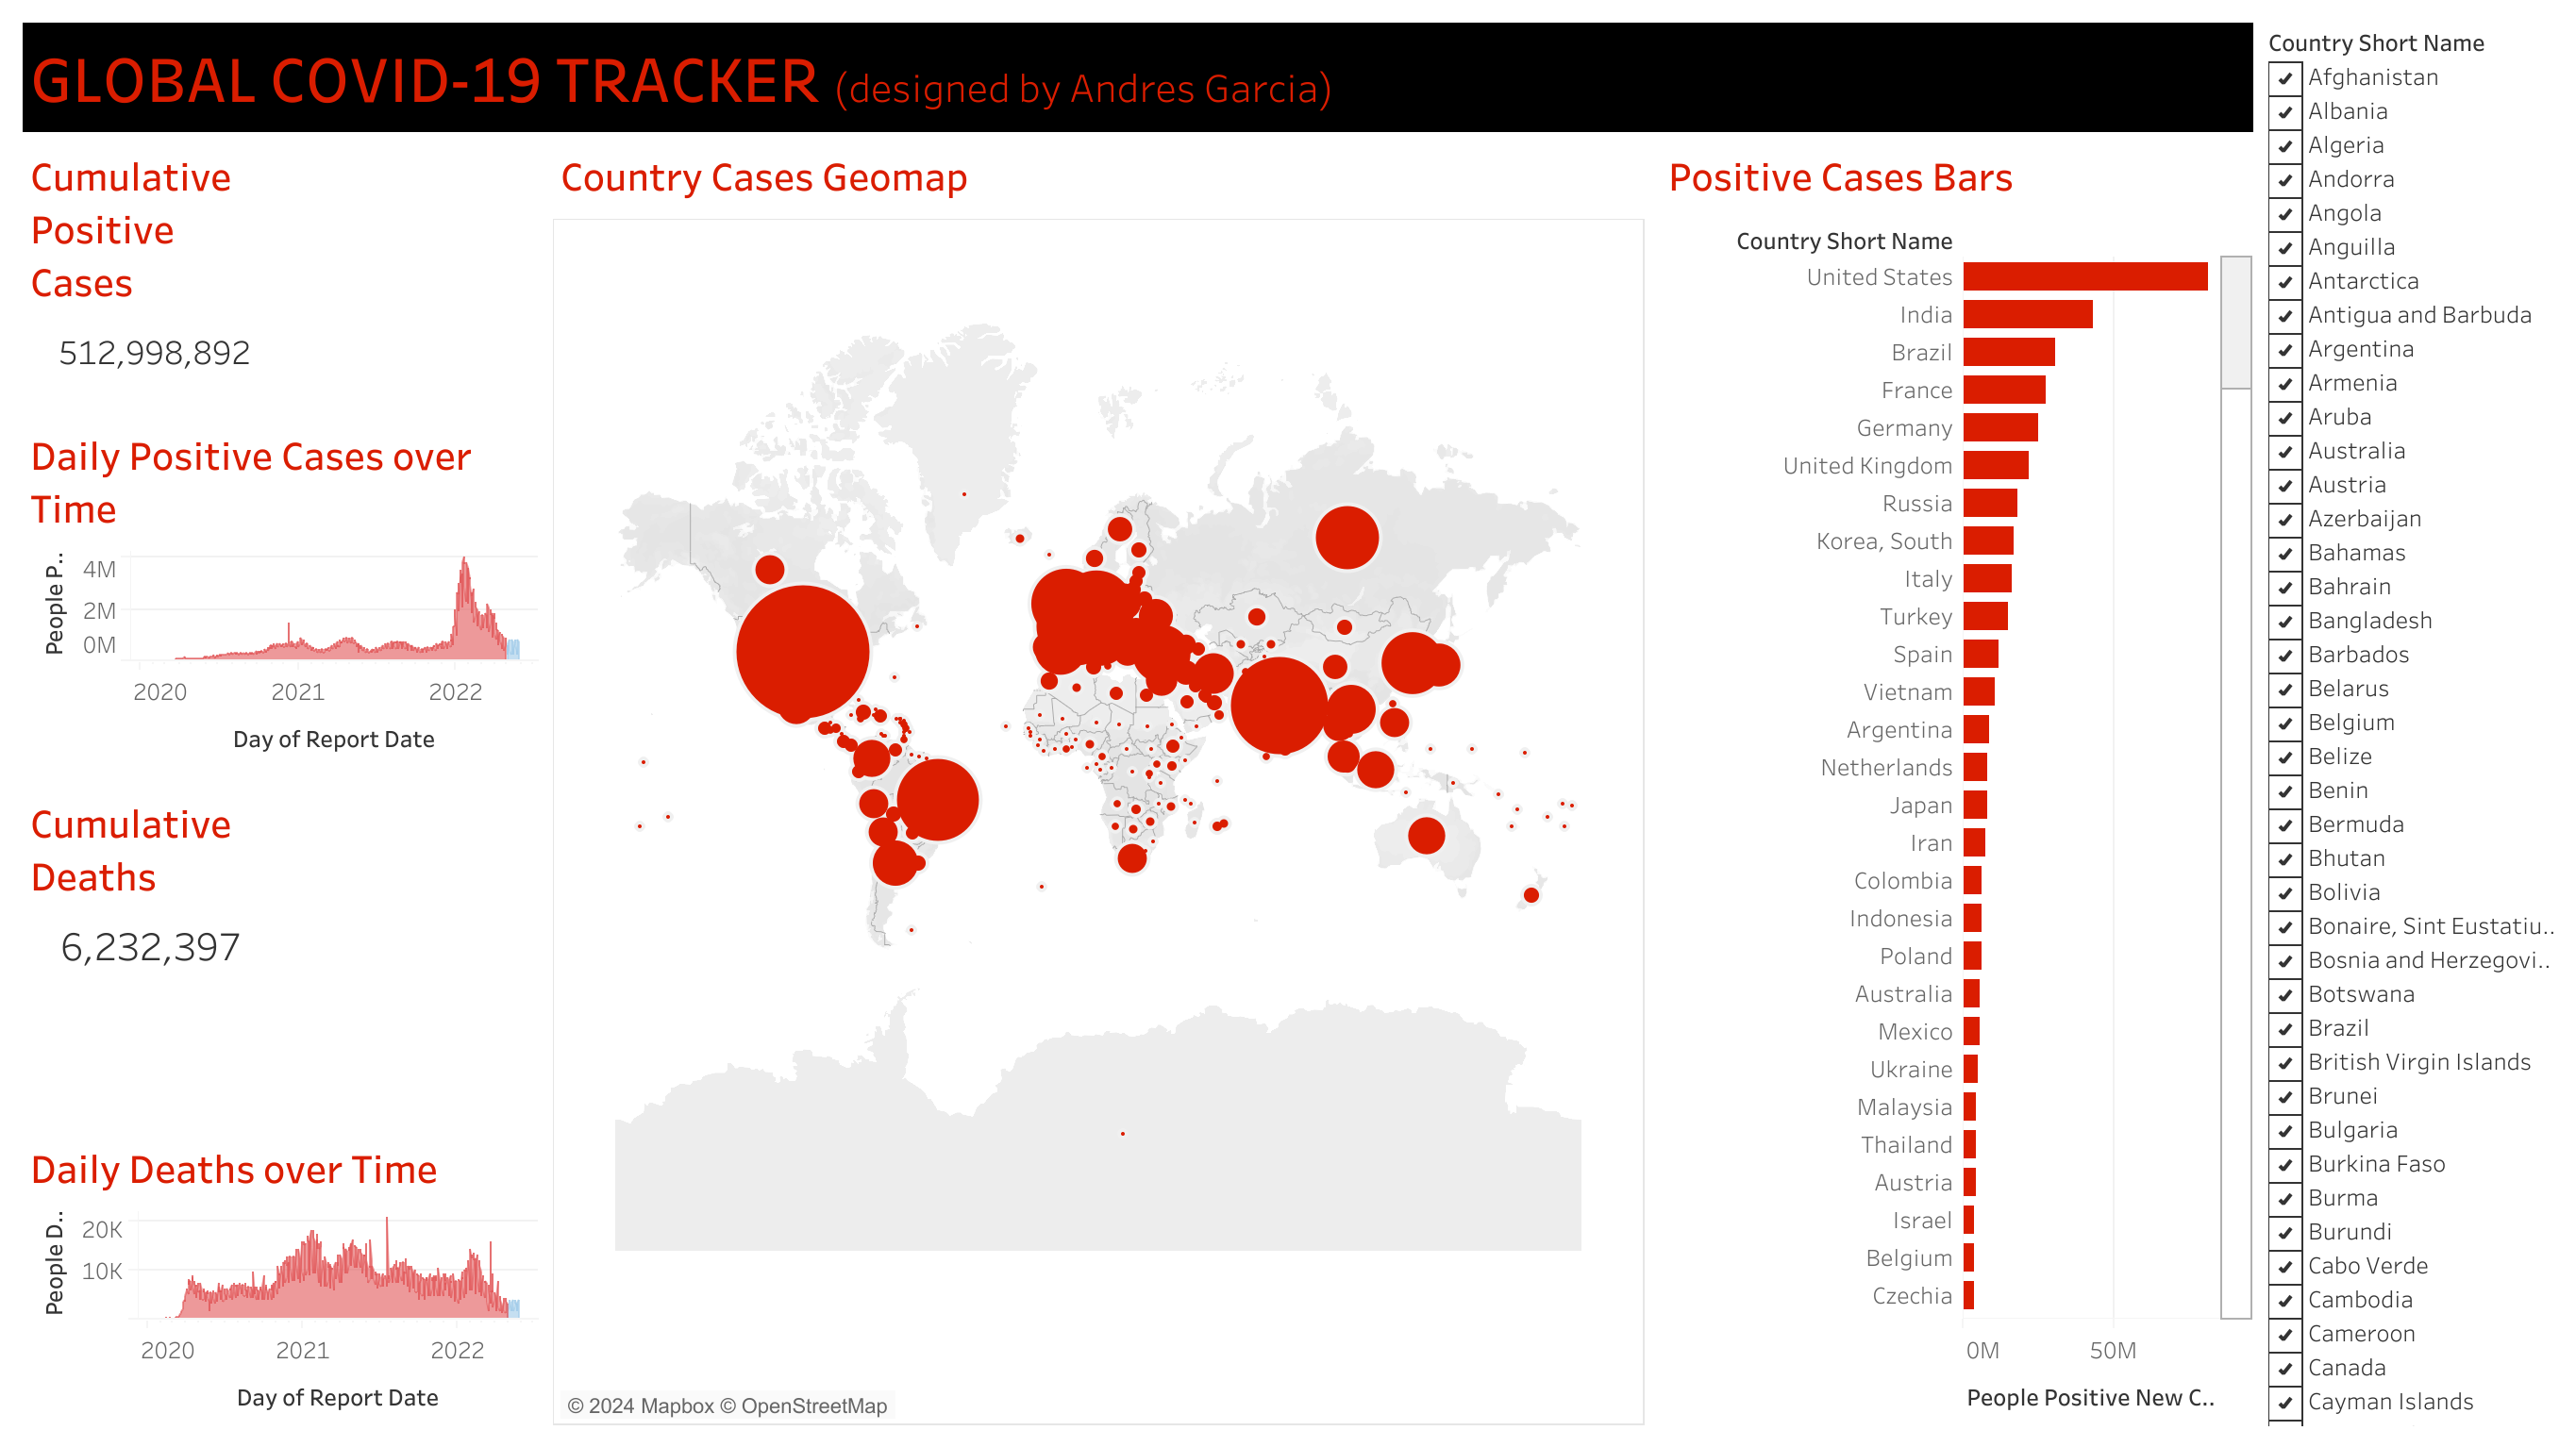 GLOBAL COVID-19 TRACKER (designed by Andres Garcia)
Cumulative
Positive
Cases
512,998,892
Daily Positive Cases over
Time
People P..
4M
2M
0M
2020 2021 2022
Day of Report Date
Cumulative
Deaths
6,232,397
Daily Deaths over Time
People D..
20K
10K
2020 2021 2022
Day of Report Date
Country Cases Geomap
© 2024 Mapbox © OpenStreetMap
Positive Cases Bars
Country Short Name
United States
India
Brazil
France
Germany
United Kingdom
Russia
Korea, South
Italy
Turkey
Spain
Vietnam
Argentina
Netherlands
Japan
Iran
Colombia
Indonesia
Poland
Australia
Mexico
Ukraine
Malaysia
Thailand
Austria
Israel
Belgium
Czechia
0M 50M
People Positive New C..
Country Short Name
Afghanistan
Albania
Algeria
Andorra
Angola
Anguilla
Antarctica
Antigua and Barbuda
Argentina
Armenia
Aruba
Australia
Austria
Azerbaijan
Bahamas
Bahrain
Bangladesh
Barbados
Belarus
Belgium
Belize
Benin
Bermuda
Bhutan
Bolivia
Bonaire, Sint Eustatiu..
Bosnia and Herzegovi..
Botswana
Brazil
British Virgin Islands
Brunei
Bulgaria
Burkina Faso
Burma
Burundi
Cabo Verde
Cambodia
Cameroon
Canada
Cayman Islands